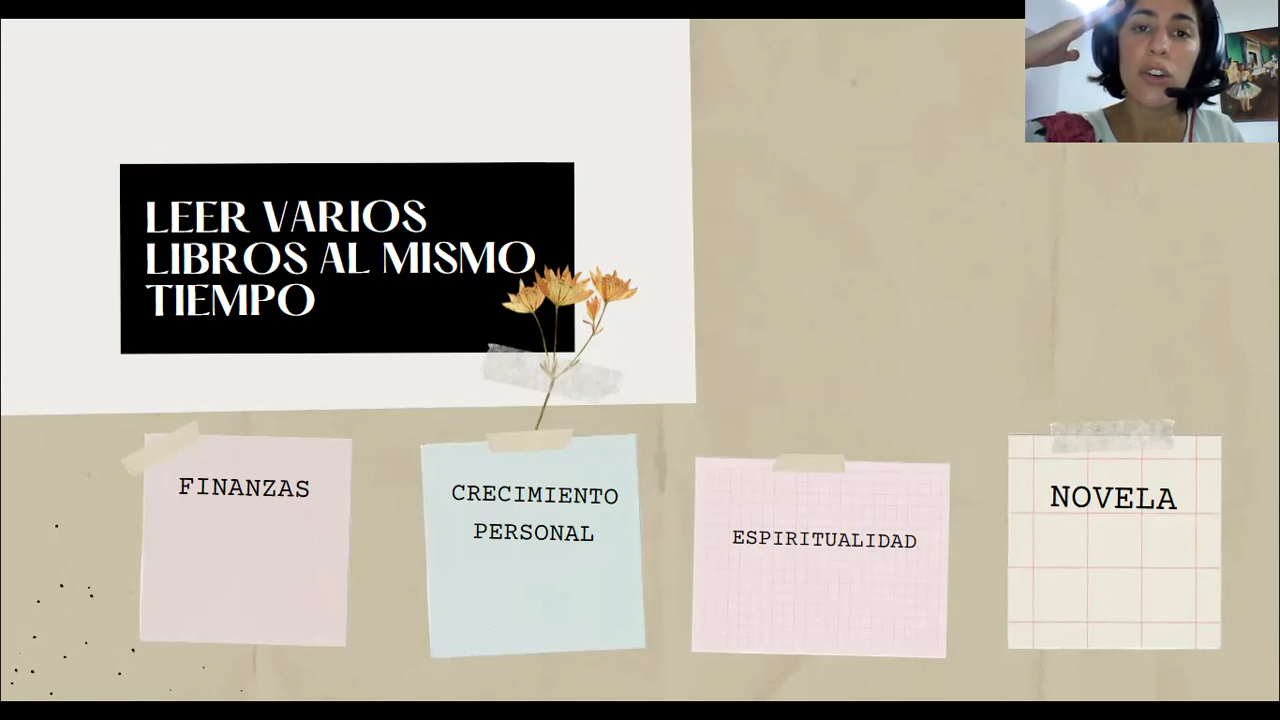 LEER VARIOS
LIBROS AL MISMO
TIEMPO
FINANZAS
CRECIMIENTO
PERSONAL
ESPIRITUALIDAD
NOVELA